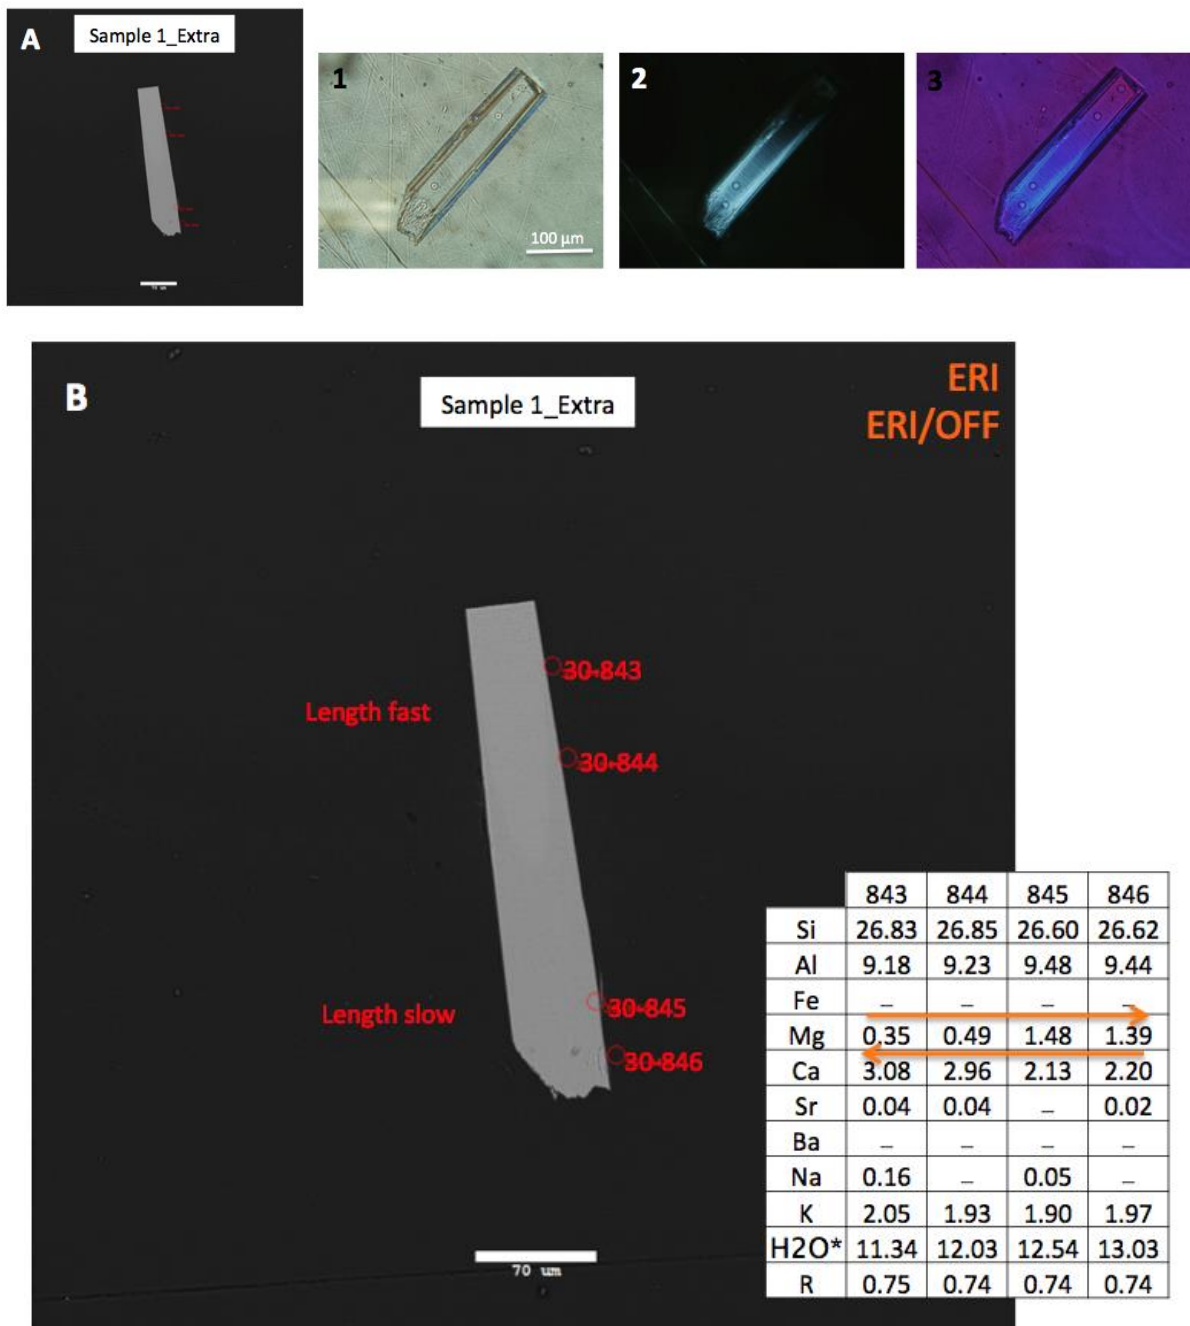 A
Sample 1_Extra
1
100 µm
2
3
B
Sample 1_Extra
ERI
ERI/OFF
30-843
Length fast
30-844
Length slow
30-845
30-846
70 um
843 844 845 846
Si 26.83 26.85 26.60 26.62
Al 9.18 9.23 9.48 9.44
Fe – – – –
Mg 0.35 0.49 1.48 1.39
Ca 3.08 2.96 2.13 2.20
Sr 0.04 0.04 – 0.02
Ba – – – –
Na 0.16 – 0.05 –
K 2.05 1.93 1.90 1.97
H2O* 11.34 12.03 12.54 13.03
R 0.75 0.74 0.74 0.74